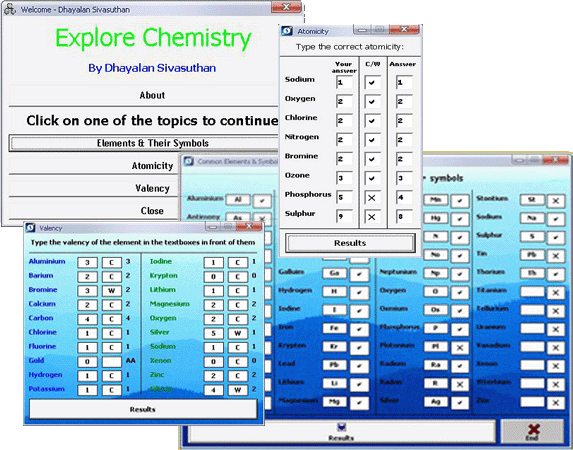 Welcome - Dhayalan Sivasuthan
Explore Chemistry
By Dhayalan Sivasuthan
About
Click on one of the topics to continue
Elements & Their Symbols
Atomicity
Valency
Close
Atomicity
Type the correct atomicity:
Your answer C/W Answer
Sodium 1 1
Oxygen 2 2
Chlorine 2 2
Nitrogen 2 2
Bromine 2 2
Ozone 3 3
Phosphorus 5 4
Sulphur 9 8
Results
Common Elements & Symbols
symbols
Aluminium Al
Antimony As
Mn Stontium St
Hg Sodium Na
N Sulphur S
No Tin Pb
Gallium Ga Neptunium Np Thorium Th
Hydrogen H Oxygen O Titanium
Iodine I Osmium Os Tellurium
Iron Fe Phosphorus P Uranium
Krypton Kr Plutonium Pl Vanadium
Lead Pb Radium Ra Xenon
Lithium Li Radon R Ytterbium
Magnesium Mg Silver Ag Zinc
Results
End
Valency
Type the valency of the element in the textboxes in front of them
Aluminium 3 C 3 Iodine 1 C 1
Barium 2 C 2 Krypton 0 C 0
Bromine 3 W 2 Lithium 1 C 1
Calcium 2 C 2 Magnesium 2 C 2
Carbon 4 C 4 Oxygen 2 C 2
Chlorine 1 C 1 Silver 5 W 1
Fluorine 1 C 1 Sodium 1 C 1
Gold 0 AA Xenon 0 C 0
Hydrogen 1 C 1 Zinc 2 C 2
Potassium 1 C 1 4 W 2
Results